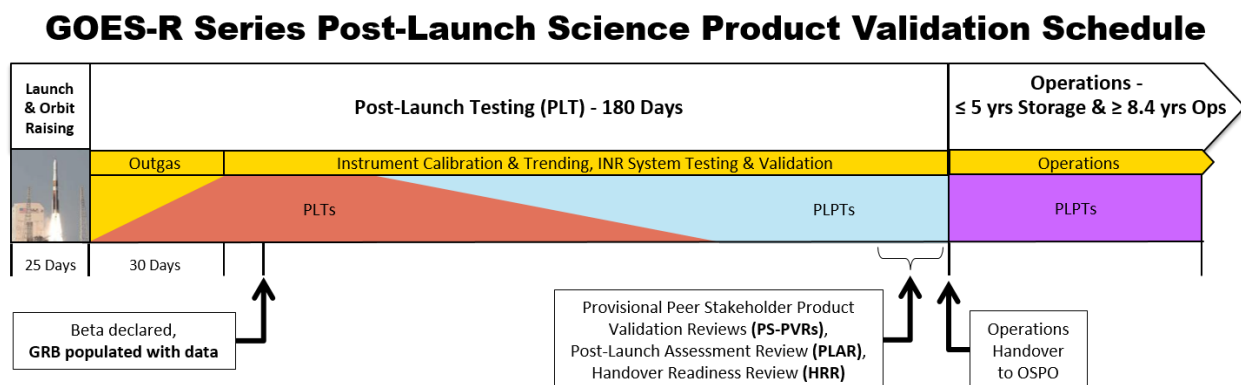 GOES-R Series Post-Launch Science Product Validation Schedule
Launch
& Orbit
Raising
Post-Launch Testing (PLT) - 180 Days
Operations -
≤ 5 yrs Storage & ≥ 8.4 yrs Ops
Outgas
Instrument Calibration & Trending, INR System Testing & Validation
Operations
PLTs
PLPTs
PLPTs
25 Days
30 Days
Beta declared,
GRB populated with data
Provisional Peer Stakeholder Product
Validation Reviews (PS-PVRs),
Post-Launch Assessment Review (PLAR),
Handover Readiness Review (HRR)
Operations
Handover
to OSPO